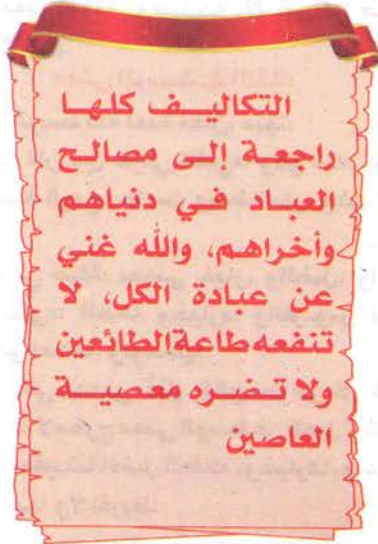 التكاليف كلها
راجعة إلى مصالح
العباد في دنياهم
وأخراهم، والله غني
عن عبادة الكل، لا
تنفعه طاعة الطائعين
ولا تضره معصية
العاصين